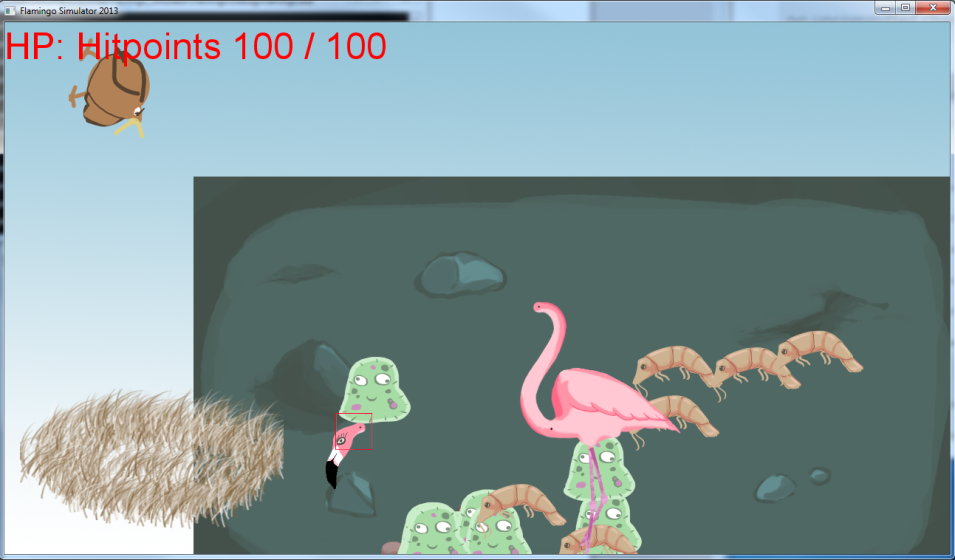 Flamingo Simulator 2013
HP: Hitpoints 100 / 100